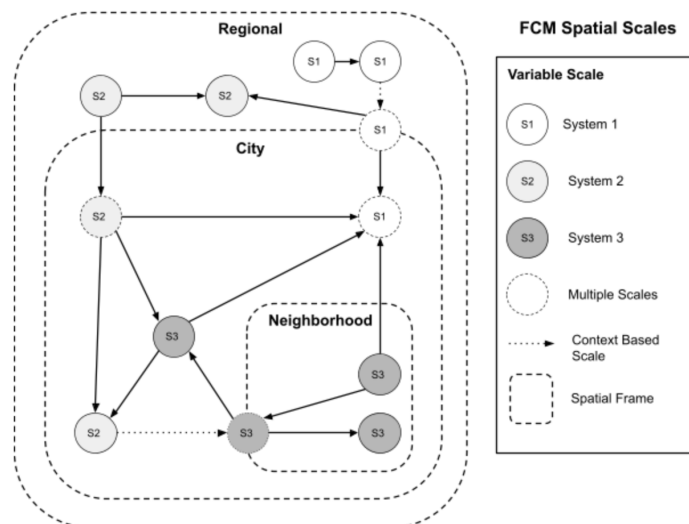 Regional
FCM Spatial Scales
S1 S1
Variable Scale
S2 S2
S1 System 1
S1
City
S2 System 2
S2 S1
S3 System 3
Multiple Scales
Neighborhood
S3
Context Based
Scale
S3
Spatial Frame
S2 S3 S3